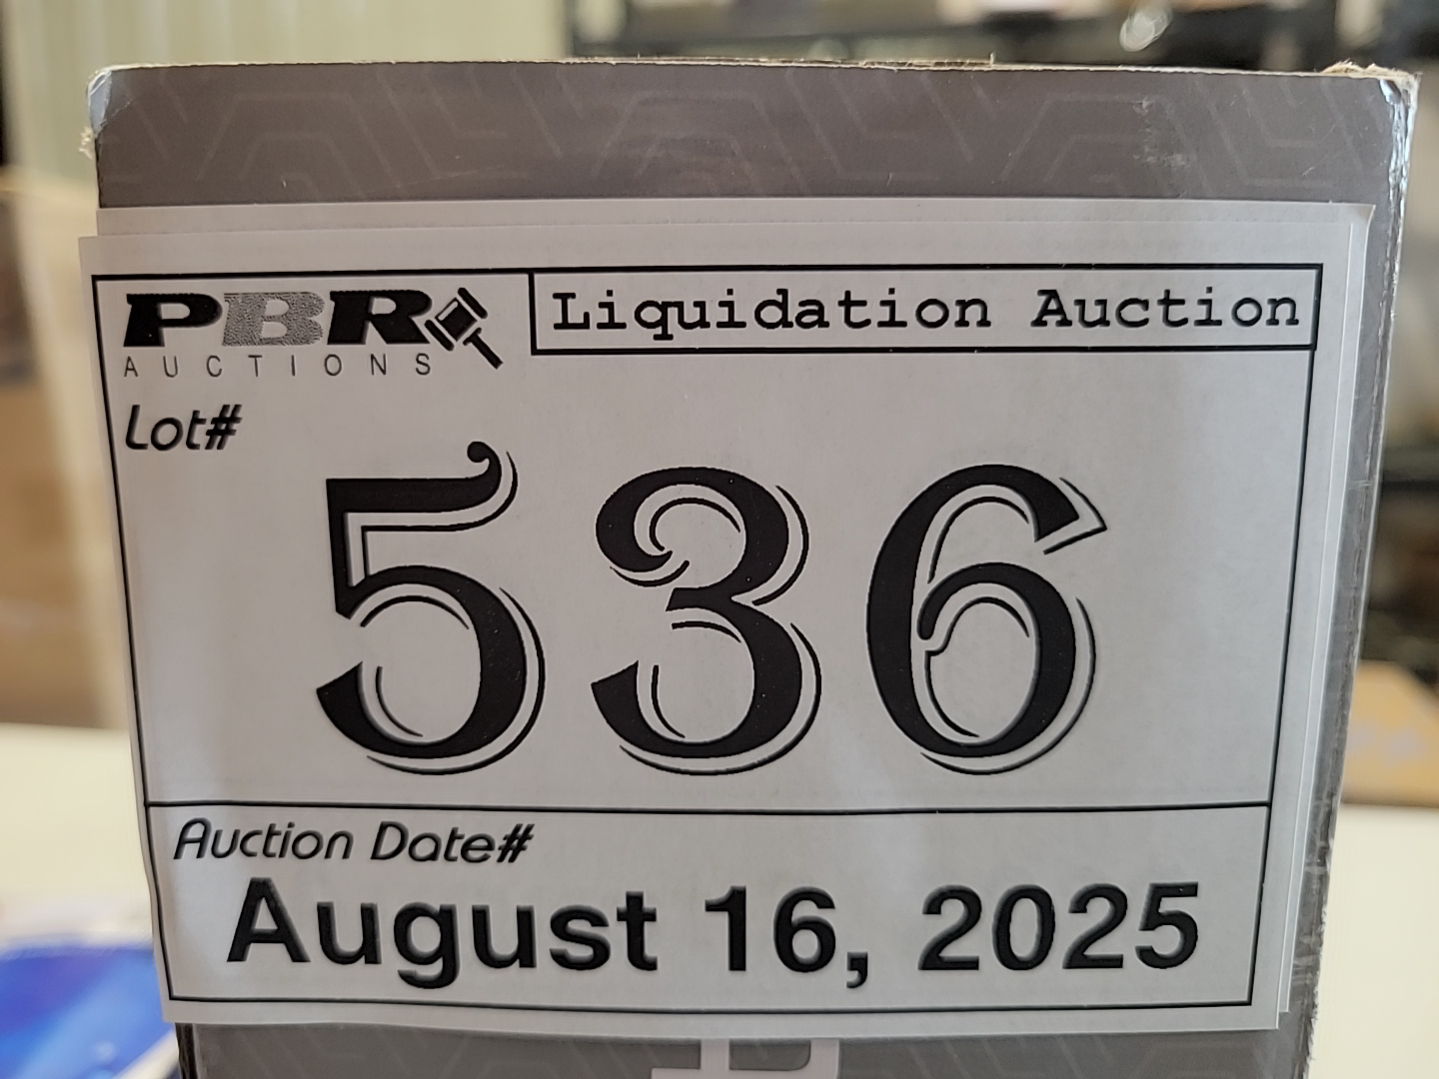 PBR
AUCTIONS
Liquidation Auction
Lot#
536
Auction Date#
August 16, 2025